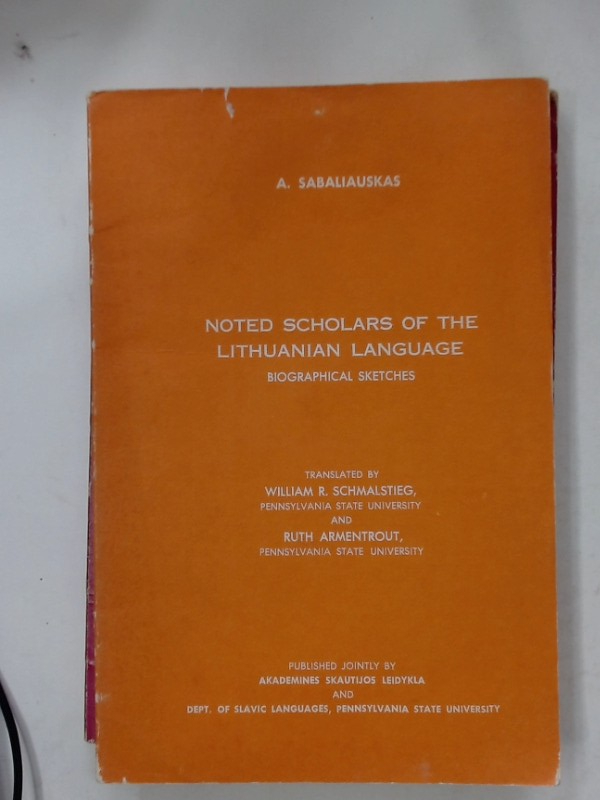 A. SABALIAUSKAS
NOTED SCHOLARS OF THE
LITHUANIAN LANGUAGE
BIOGRAPHICAL SKETCHES
TRANSLATED BY
WILLIAM R. SCHMALSTIEG,
PENNSYLVANIA STATE UNIVERSITY
AND
RUTH ARMENTROUT,
PENNSYLVANIA STATE UNIVERSITY
PUBLISHED JOINTLY BY
AKADEMINES SKAUTIJOS LEIDYKLA
AND
DEPT. OF SLAVIC LANGUAGES, PENNSYLVANIA STATE UNIVERSITY